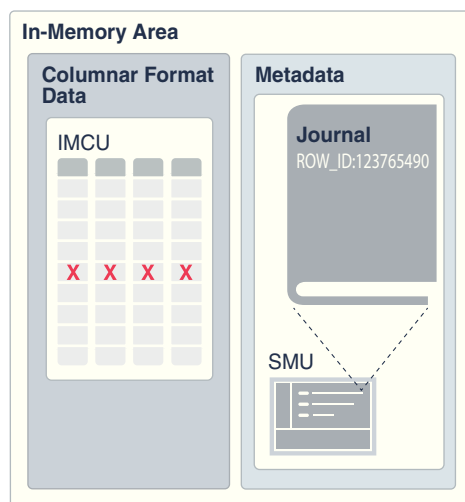 In-Memory Area
Columnar Format
Data
IMCU
X X X X
Metadata
Journal
ROW_ID:123765490
SMU